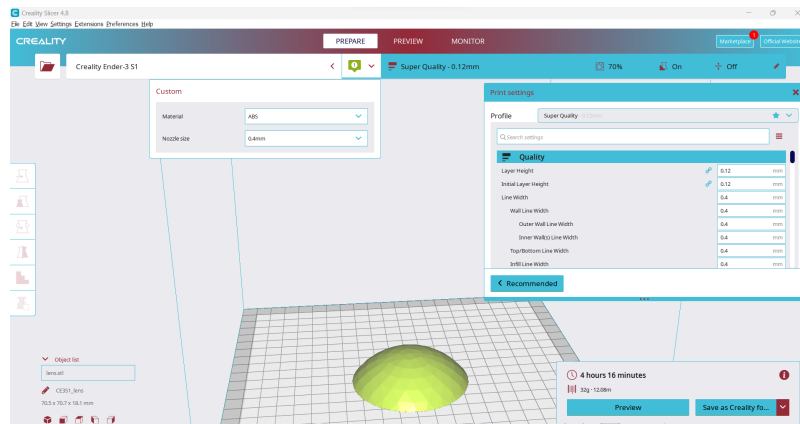 Creality Slicer 4.8
File Edit View Settings Extensions Preferences Help
CREALITY
PREPARE
PREVIEW
MONITOR
Marketplace
1
Official Website
Creality Ender-3 S1
Super Quality - 0.12mm
70%
On
Off
Custom
Material
ABS
Nozzle size
0.4mm
Print settings
Profile
Super Quality - 0.12mm
Search settings
Quality
Layer Height
0.12 mm
Initial Layer Height
0.12 mm
Line Width
0.4 mm
Wall Line Width
0.4 mm
Outer Wall Line Width
0.4 mm
Inner Wall(s) Line Width
0.4 mm
Top/Bottom Line Width
0.4 mm
Infill Line Width
0.4 mm
Recommended
Object list
lens.stl
CE3S1_lens
70.5 x 70.7 x 18.1 mm
4 hours 16 minutes
32g · 12.08m
Preview
Save as Creality fo...